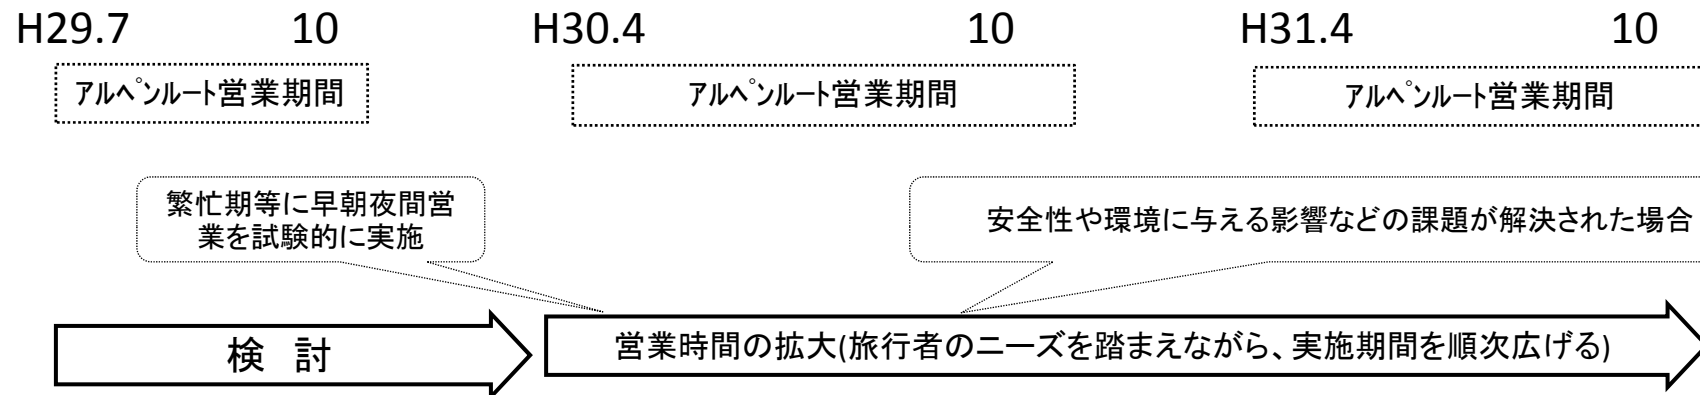 H29.7 10 H30.4 10 H31.4 10
アルペンルート営業期間 アルペンルート営業期間 アルペンルート営業期間
繁忙期等に早朝夜間営
業を試験的に実施
安全性や環境に与える影響などの課題が解決された場合
検 討
営業時間の拡大(旅行者のニーズを踏まえながら、実施期間を順次広げる)